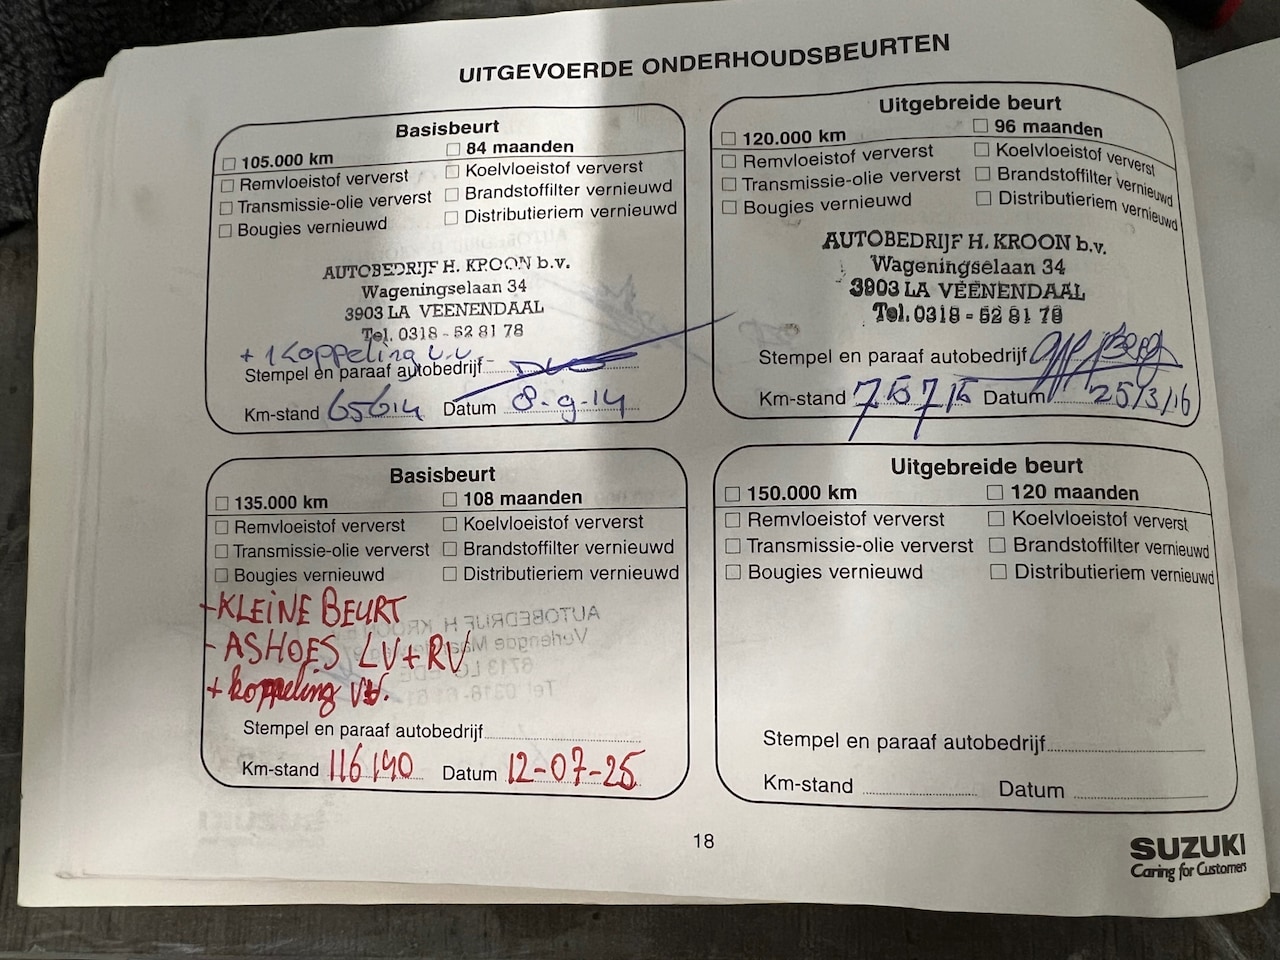 UITGEVOERDE ONDERHOUDSBEURTEN
Basisbeurt
☐ 105.000 km ☐ 84 maanden
☐ Remvloeistof ververst ☐ Koelvloeistof ververst
☐ Transmissie-olie ververst ☐ Brandstoffilter vernieuwd
☐ Bougies vernieuwd ☐ Distributieriem vernieuwd
AUTOBEDRIJF H. KROON b.v.
Wageningselaan 34
3903 LA VEENENDAAL
Tel. 0318 - 52 81 78
+ 1 koppeling v.v.
Stempel en paraaf autobedrijf
Km-stand 65614 Datum 8-9-14
Uitgebreide beurt
☐ 120.000 km ☐ 96 maanden
☐ Remvloeistof ververst ☐ Koelvloeistof ververst
☐ Transmissie-olie ververst ☐ Brandstoffilter vernieuwd
☐ Bougies vernieuwd ☐ Distributieriem vernieuwd
AUTOBEDRIJF H. KROON b.v.
Wageningselaan 34
3903 LA VEENENDAAL
Tel. 0318 - 52 81 78
Stempel en paraaf autobedrijf
Km-stand Datum 25/3/16
Basisbeurt
☐ 135.000 km ☐ 108 maanden
☐ Remvloeistof ververst ☐ Koelvloeistof ververst
☐ Transmissie-olie ververst ☐ Brandstoffilter vernieuwd
☐ Bougies vernieuwd ☐ Distributieriem vernieuwd
- KLEINE BEURT
- ASHOES LV + RV
+ koppeling vv.
Stempel en paraaf autobedrijf
Km-stand 116190 Datum 12-07-25
Uitgebreide beurt
☐ 150.000 km ☐ 120 maanden
☐ Remvloeistof ververst ☐ Koelvloeistof ververst
☐ Transmissie-olie ververst ☐ Brandstoffilter vernieuwd
☐ Bougies vernieuwd ☐ Distributieriem vernieuwd
Stempel en paraaf autobedrijf
Km-stand Datum
18
SUZUKI
Caring for Customers